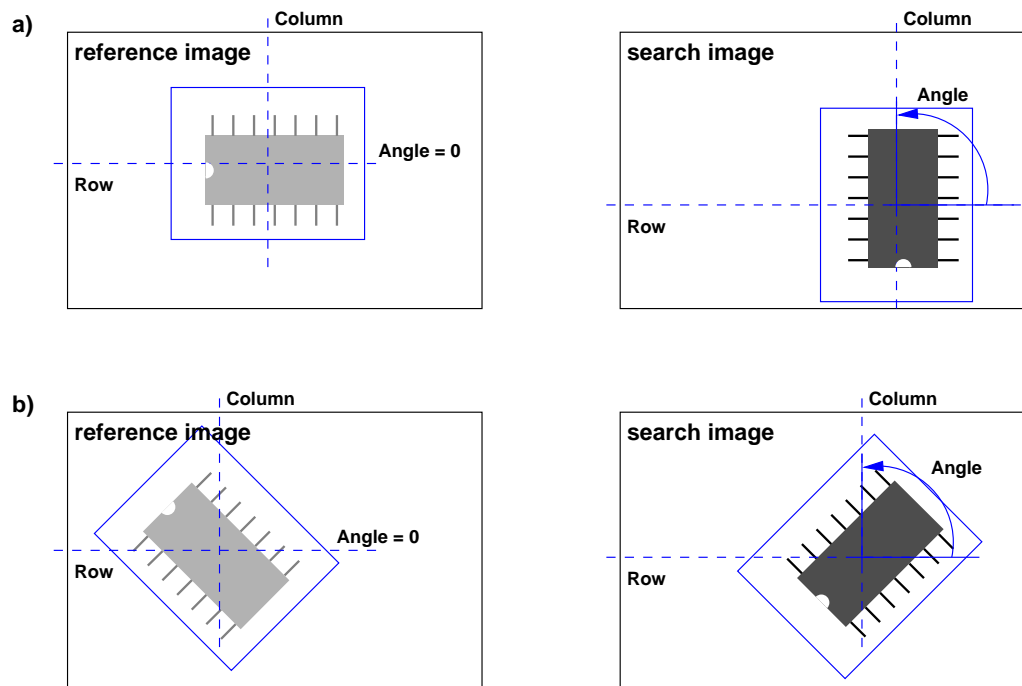 a)
Column
reference image
Angle = 0
Row
Column
search image
Angle
Row
b)
Column
reference image
Angle = 0
Row
Column
search image
Angle
Row